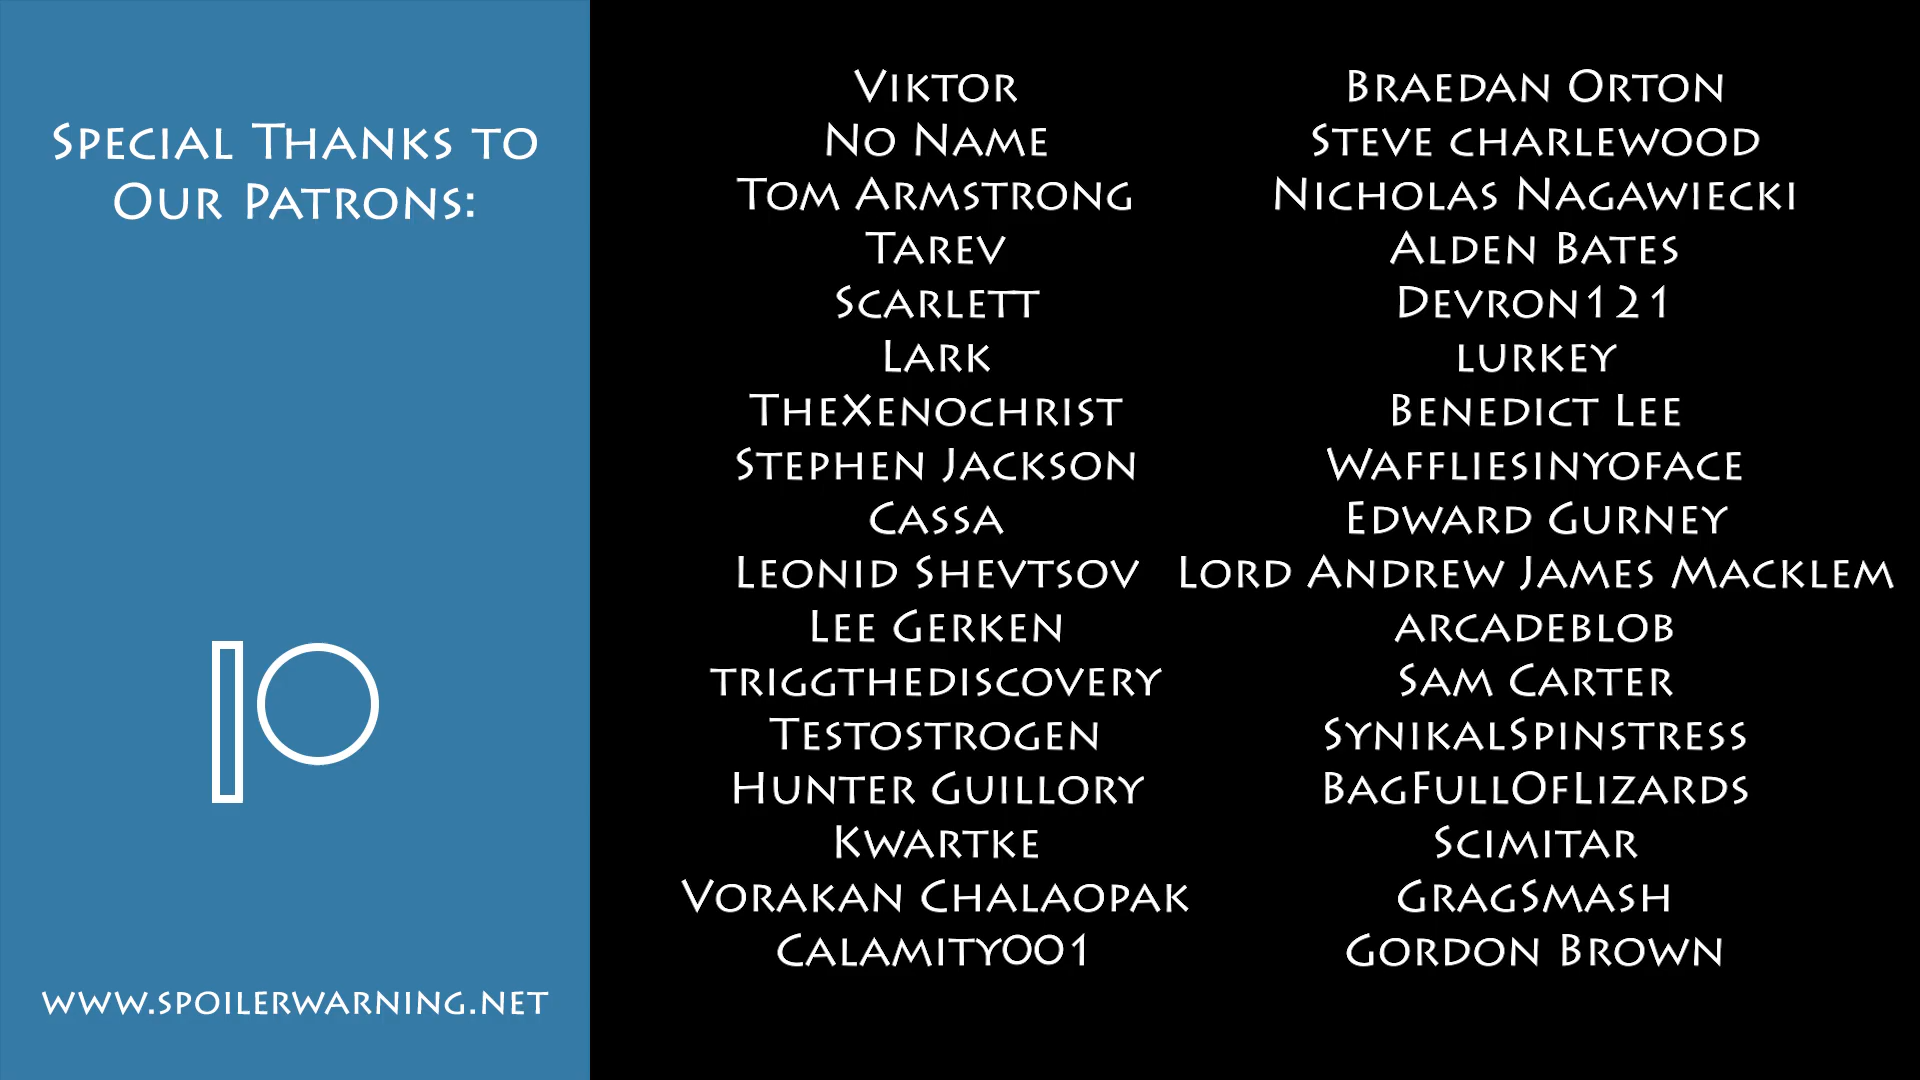 Special Thanks to
Our Patrons:
www.spoilerwarning.net
Viktor
No Name
Tom Armstrong
Tarev
Scarlett
Lark
TheXenochrist
Stephen Jackson
Cassa
Leonid Shevtsov
Lee Gerken
triggthediscovery
Testostrogen
Hunter Guillory
Kwartke
Vorakan Chalaopak
Calamity001
Braedan Orton
Steve charlewood
Nicholas Nagawiecki
Alden Bates
Devron121
lurkey
Benedict Lee
Waffliesinyoface
Edward Gurney
Lord Andrew James Macklem
arcadeblob
Sam Carter
SynikalSpinstress
BagFullOfLizards
Scimitar
GragSmash
Gordon Brown